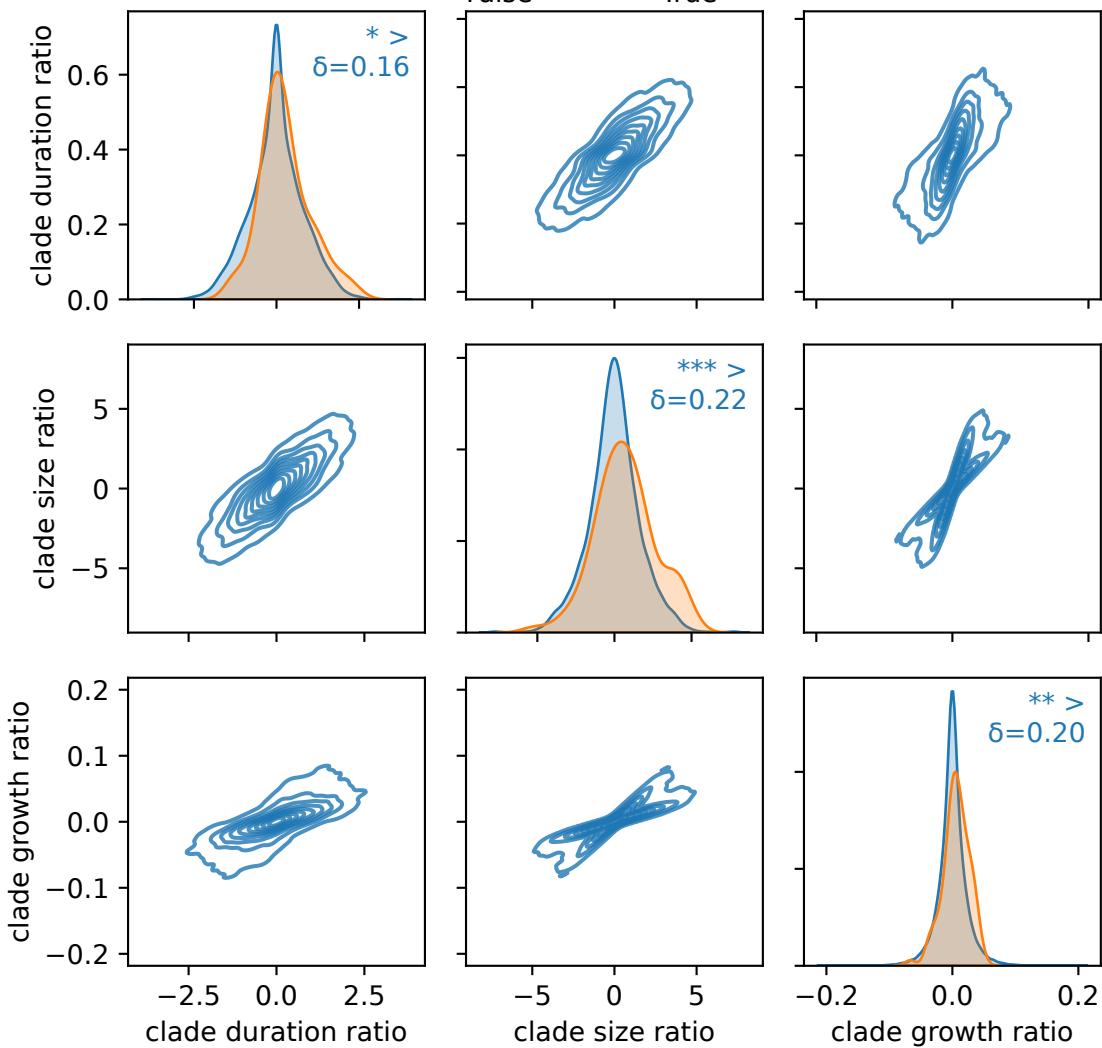 clade duration ratio
0.6
0.4
0.2
0.0
* >
δ=0.16
clade size ratio
5
0
−5
*** >
δ=0.22
clade growth ratio
0.2
0.1
0.0
−0.1
−0.2
** >
δ=0.20
−2.5 0.0 2.5
−5 0 5
−0.2 0.0 0.2
clade duration ratio
clade size ratio
clade growth ratio